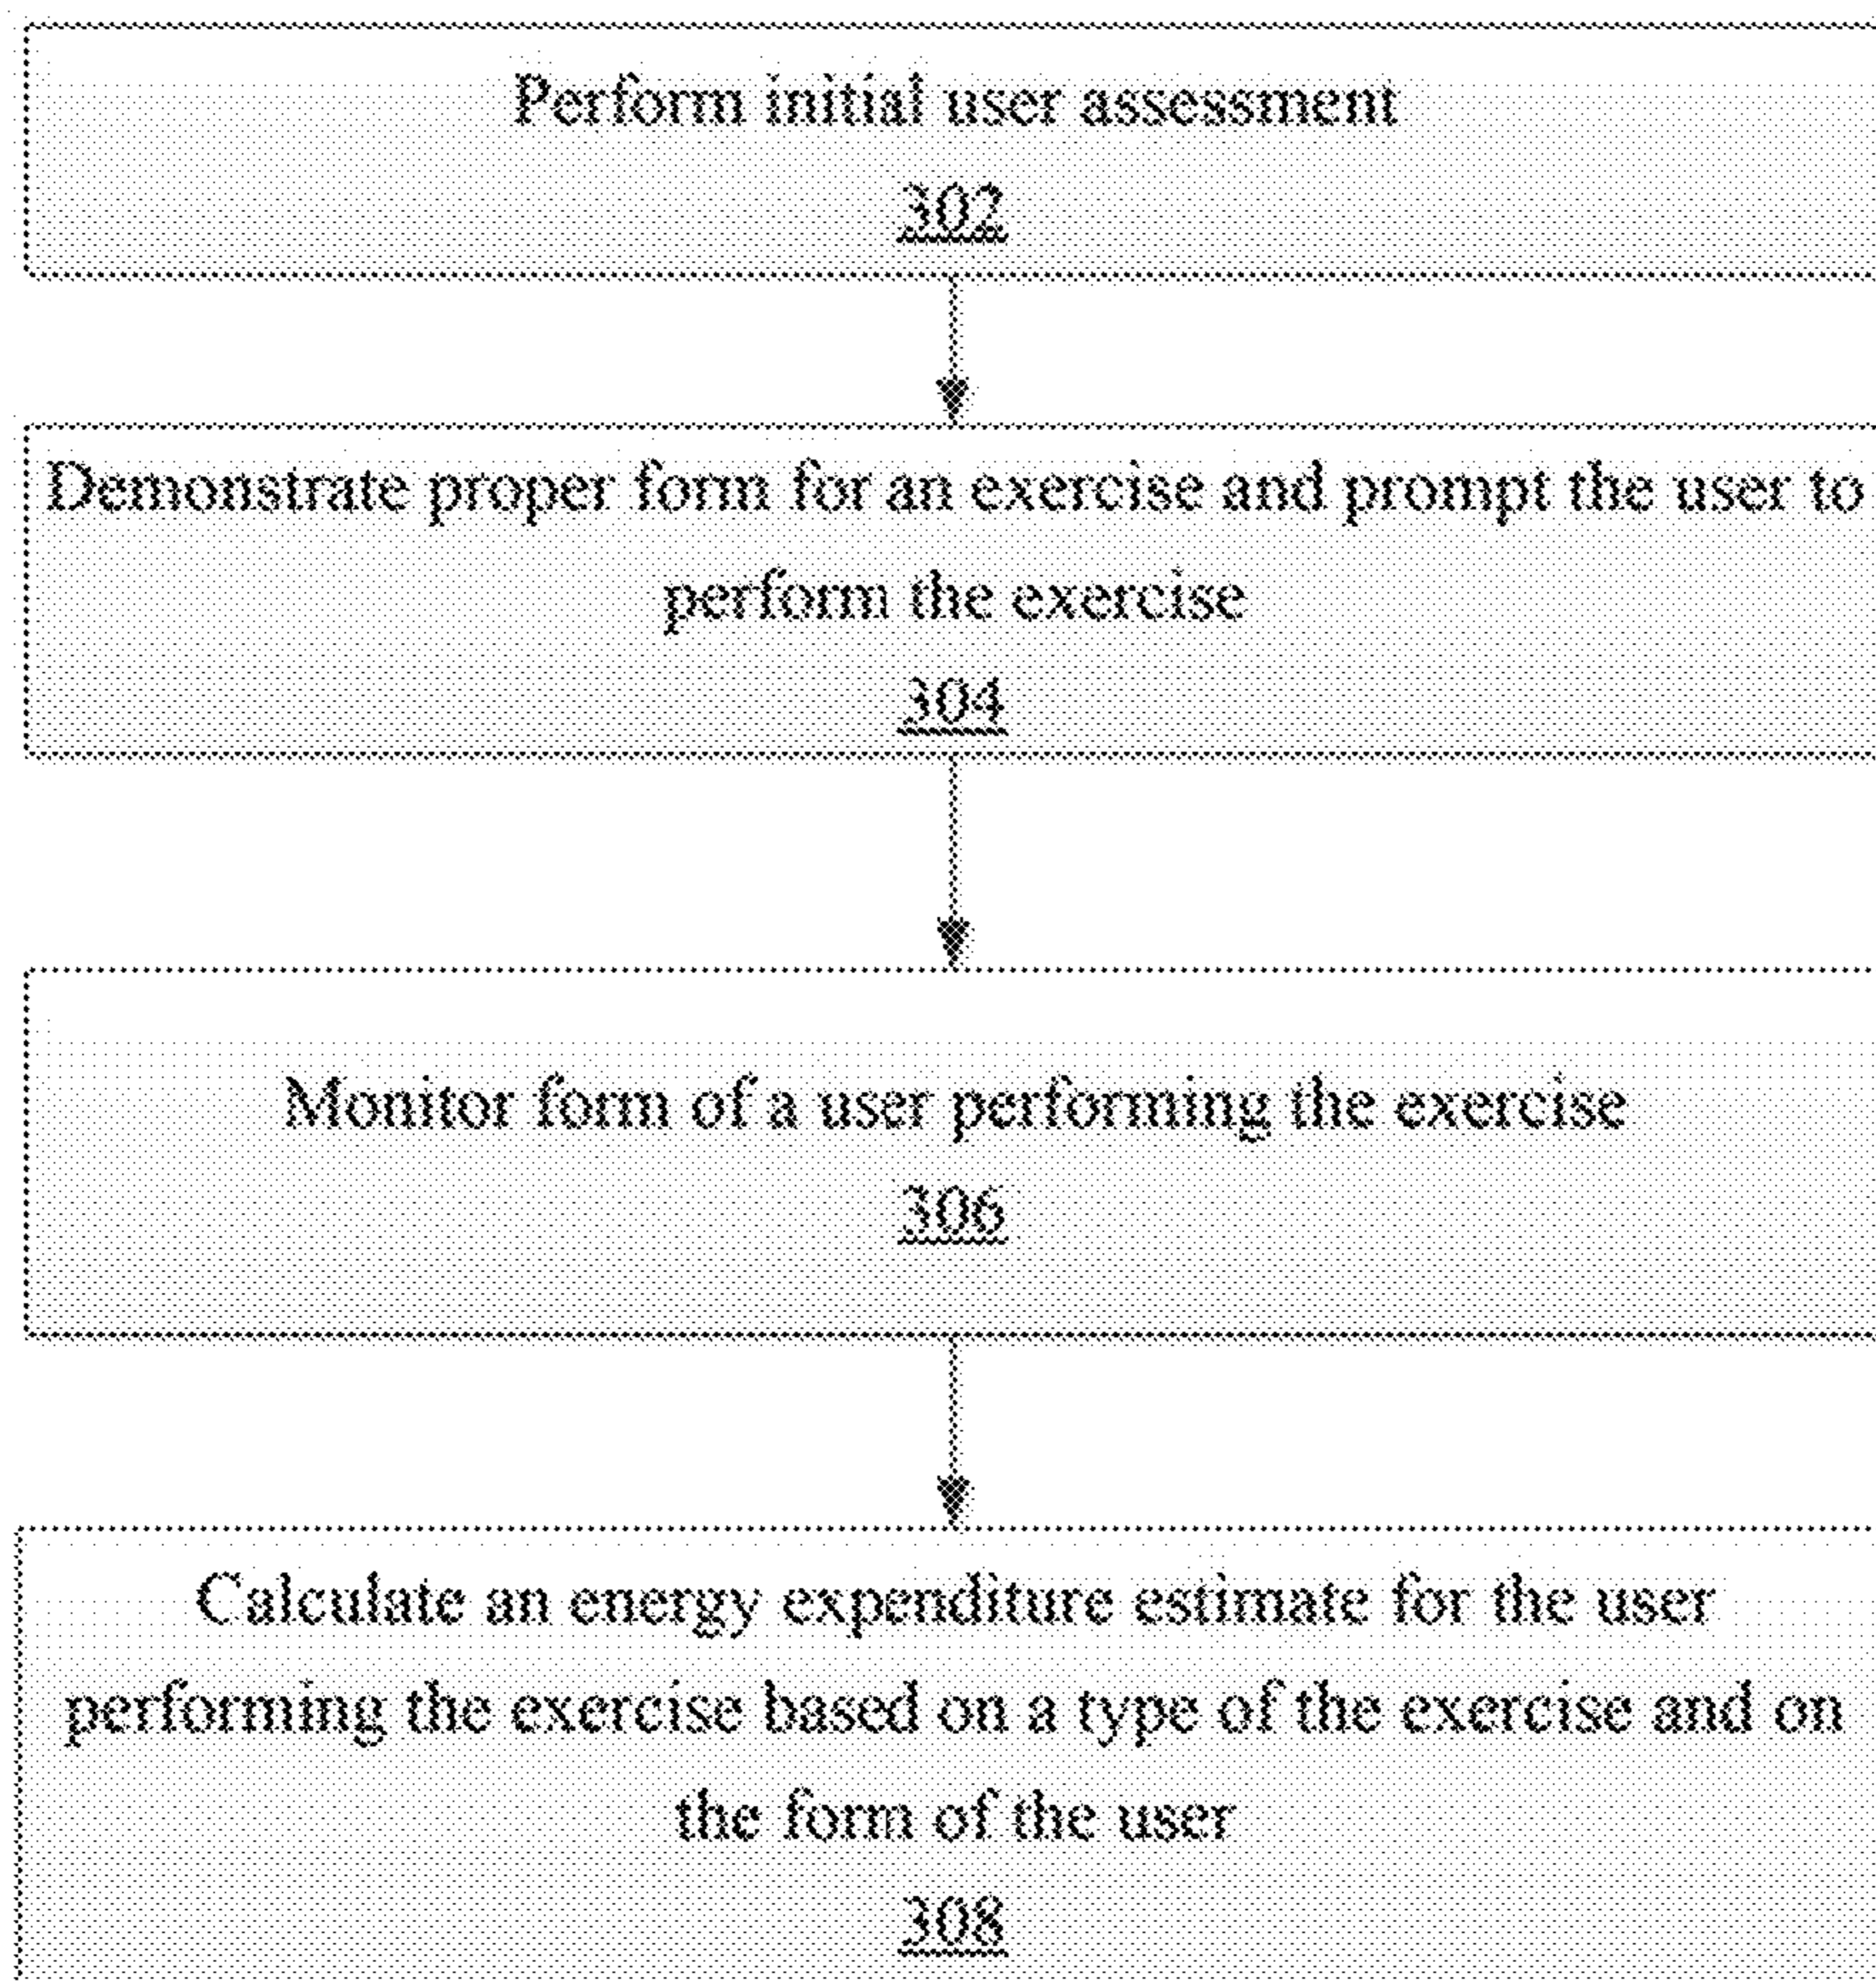 Perform initial user assessment
302
Demonstrate proper form for an exercise and prompt the user to
perform the exercise
304
Monitor form of a user performing the exercise
306
Calculate an energy expenditure estimate for the user
performing the exercise based on a type of the exercise and on
the form of the user
308